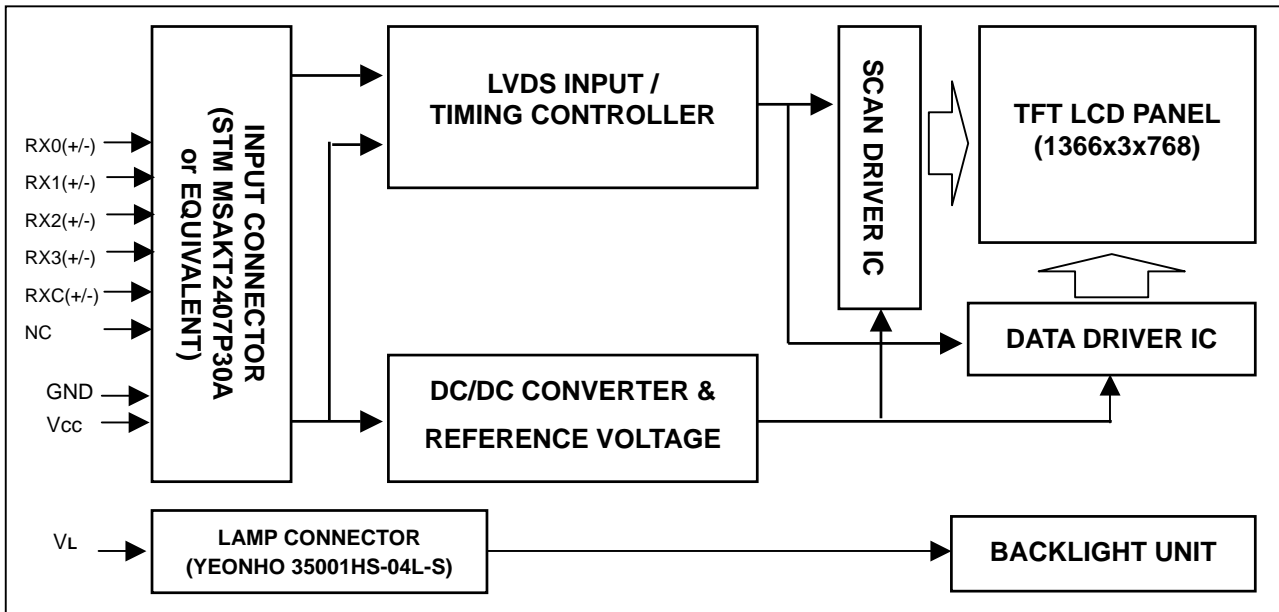 RX0(+/-)
RX1(+/-)
RX2(+/-)
RX3(+/-)
RXC(+/-)
NC
GND
Vcc
INPUT CONNECTOR
(STM MSAKT2407P30A
or EQUIVALENT)
LVDS INPUT /
TIMING CONTROLLER
SCAN DRIVER IC
TFT LCD PANEL
(1366x3x768)
DATA DRIVER IC
DC/DC CONVERTER &
REFERENCE VOLTAGE
VL
LAMP CONNECTOR
(YEONHO 35001HS-04L-S)
BACKLIGHT UNIT